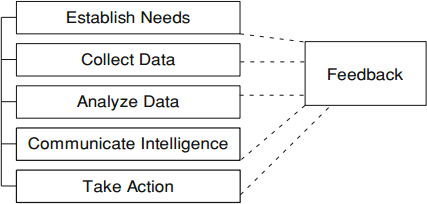 Establish Needs
Collect Data
Feedback
Analyze Data
Communicate Intelligence
Take Action